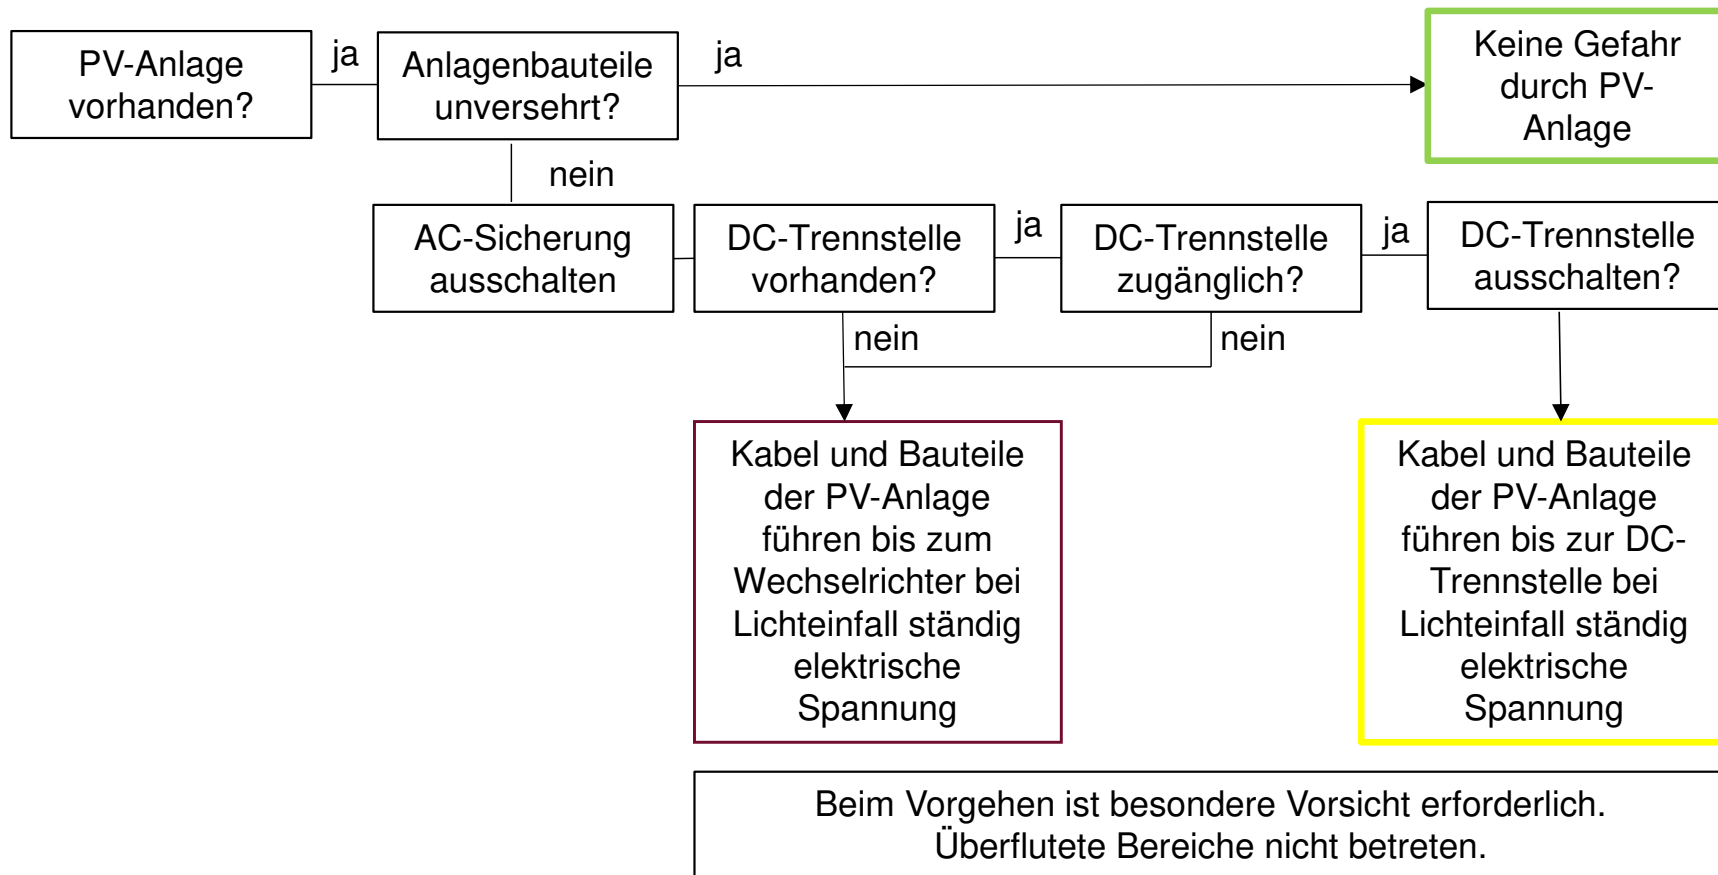 PV-Anlage
vorhanden?
ja
Anlagenbauteile
unversehrt?
ja
Keine Gefahr
durch PV-
Anlage
nein
AC-Sicherung
ausschalten
DC-Trennstelle
vorhanden?
ja
DC-Trennstelle
zugänglich?
ja
DC-Trennstelle
ausschalten?
nein
nein
Kabel und Bauteile
der PV-Anlage
führen bis zum
Wechselrichter bei
Lichteinfall ständig
elektrische
Spannung
Kabel und Bauteile
der PV-Anlage
führen bis zur DC-
Trennstelle bei
Lichteinfall ständig
elektrische
Spannung
Beim Vorgehen ist besondere Vorsicht erforderlich.
Überflutete Bereiche nicht betreten.